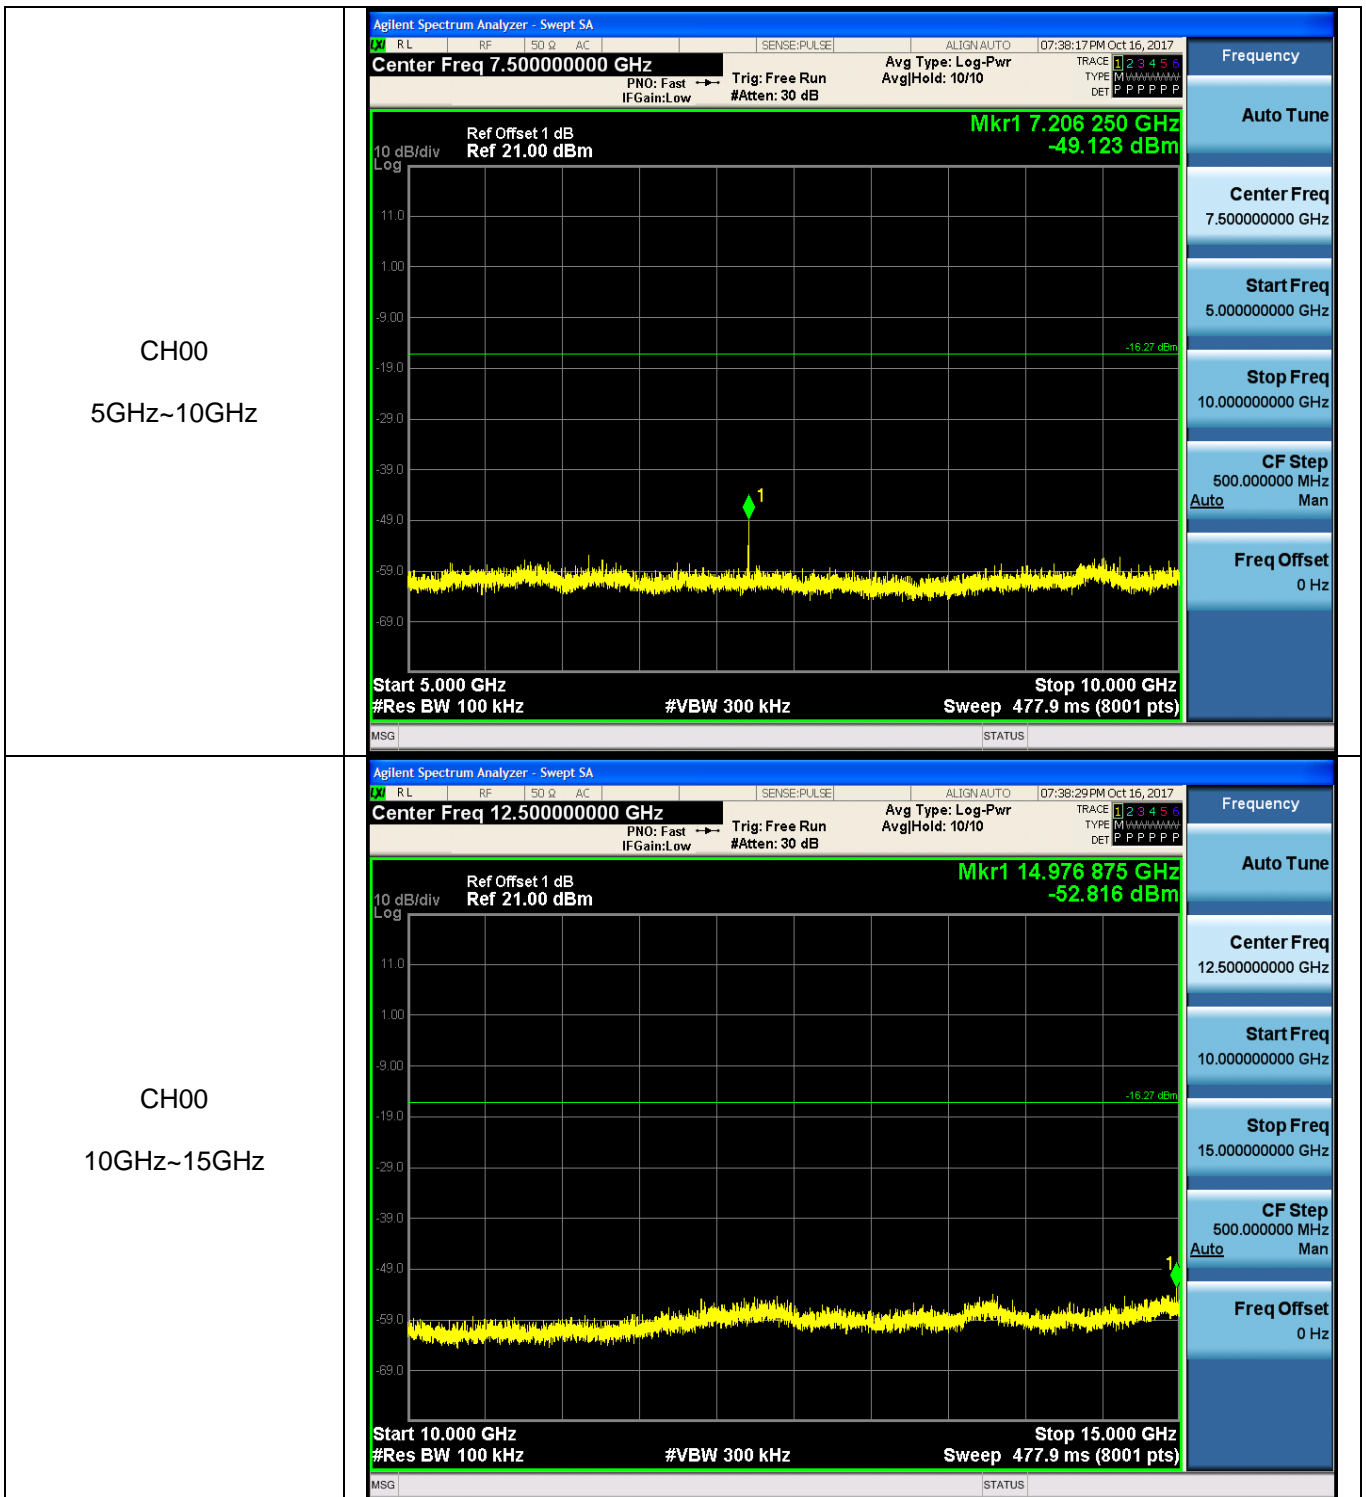 CH00
5GHz~10GHz
Agilent Spectrum Analyzer - Swept SA
LXI RL RF 50 Ω AC SENSE:PULSE ALIGN AUTO 07:38:17 PM Oct 16, 2017
Center Freq 7.500000000 GHz
PNO: Fast
IFGain:Low
Trig: Free Run
#Atten: 30 dB
Avg Type: Log-Pwr
Avg|Hold: 10/10
TRACE 1 2 3 4 5 6
TYPE M WWWWW
DET P P P P P P
Mkr1 7.206 250 GHz
-49.123 dBm
Ref Offset 1 dB
10 dB/div Ref 21.00 dBm
Log
11.0
1.00
-9.00
-16.27 dBm
-19.0
-29.0
-39.0
1
-49.0
-59.0
-69.0
Start 5.000 GHz Stop 10.000 GHz
#Res BW 100 kHz #VBW 300 kHz Sweep 477.9 ms (8001 pts)
MSG STATUS
Frequency
Auto Tune
Center Freq
7.500000000 GHz
Start Freq
5.000000000 GHz
Stop Freq
10.000000000 GHz
CF Step
500.000000 MHz
Auto Man
Freq Offset
0 Hz
CH00
10GHz~15GHz
Agilent Spectrum Analyzer - Swept SA
LXI RL RF 50 Ω AC SENSE:PULSE ALIGN AUTO 07:38:29 PM Oct 16, 2017
Center Freq 12.500000000 GHz
PNO: Fast
IFGain:Low
Trig: Free Run
#Atten: 30 dB
Avg Type: Log-Pwr
Avg|Hold: 10/10
TRACE 1 2 3 4 5 6
TYPE M WWWWW
DET P P P P P P
Mkr1 14.976 875 GHz
-52.816 dBm
Ref Offset 1 dB
10 dB/div Ref 21.00 dBm
Log
11.0
1.00
-9.00
-16.27 dBm
-19.0
-29.0
-39.0
1
-49.0
-59.0
-69.0
Start 10.000 GHz Stop 15.000 GHz
#Res BW 100 kHz #VBW 300 kHz Sweep 477.9 ms (8001 pts)
MSG STATUS
Frequency
Auto Tune
Center Freq
12.500000000 GHz
Start Freq
10.000000000 GHz
Stop Freq
15.000000000 GHz
CF Step
500.000000 MHz
Auto Man
Freq Offset
0 Hz